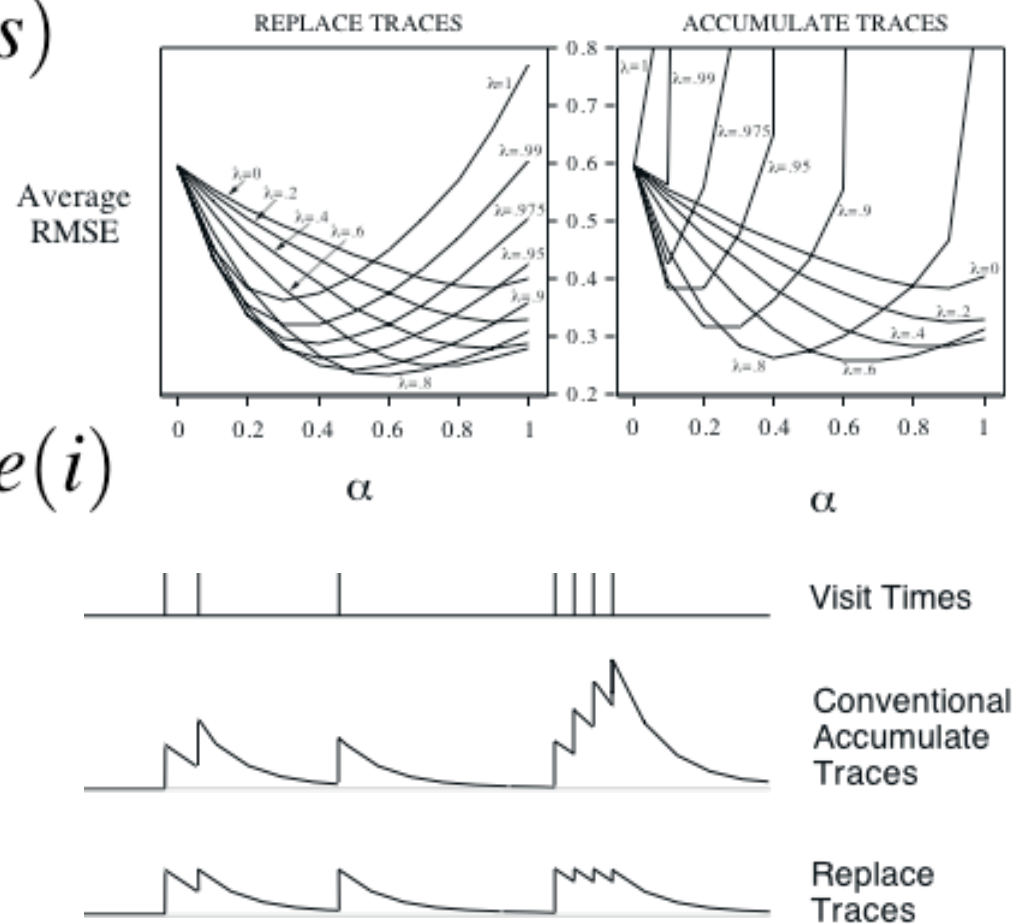 s)
REPLACE TRACES
ACCUMULATE TRACES
Average
RMSE
0.8
0.7
0.6
0.5
0.4
0.3
0.2
λ=1
λ=.99
λ=.975
λ=.95
λ=.9
λ=.8
λ=0
λ=.2
λ=.4
λ=.6
λ=1
λ=.99
λ=.975
λ=.95
λ=.9
λ=0
λ=.2
λ=.4
λ=.6
λ=.8
0 0.2 0.4 0.6 0.8 1
0 0.2 0.4 0.6 0.8 1
α
α
e(i)
Visit Times
Conventional
Accumulate
Traces
Replace
Traces